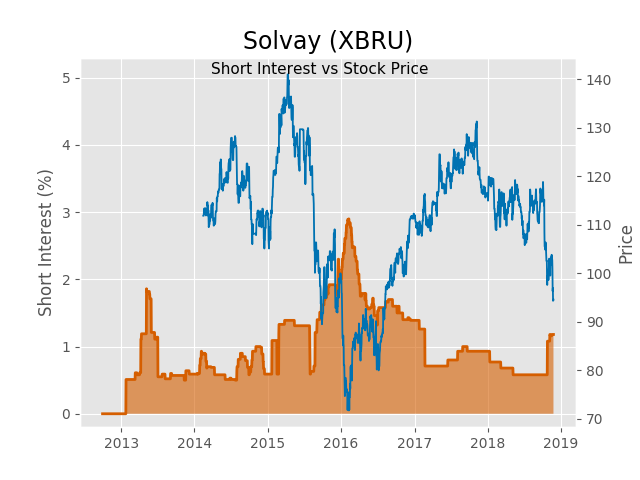 Solvay (XBRU)
Short Interest vs Stock Price
Short Interest (%)
5
4
3
2
1
0
140
130
120
110
100
90
80
70
Price
2013 2014 2015 2016 2017 2018 2019